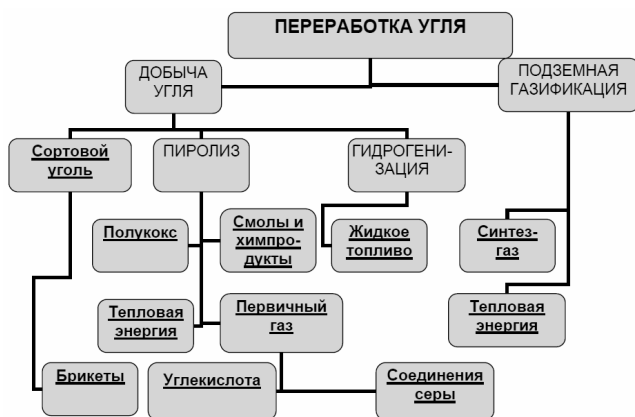 ПЕРЕРАБОТКА УГЛЯ
ДОБЫЧА
УГЛЯ
ПОДЗЕМНАЯ
ГАЗИФИКАЦИЯ
Сортовой
уголь
ПИРОЛИЗ
ГИДРОГЕНИ-
ЗАЦИЯ
Полукокс
Смолы и
химпро-
дукты
Жидкое
топливо
Синтез-
газ
Тепловая
энергия
Первичный
газ
Тепловая
энергия
Брикеты
Углекислота
Соединения
серы